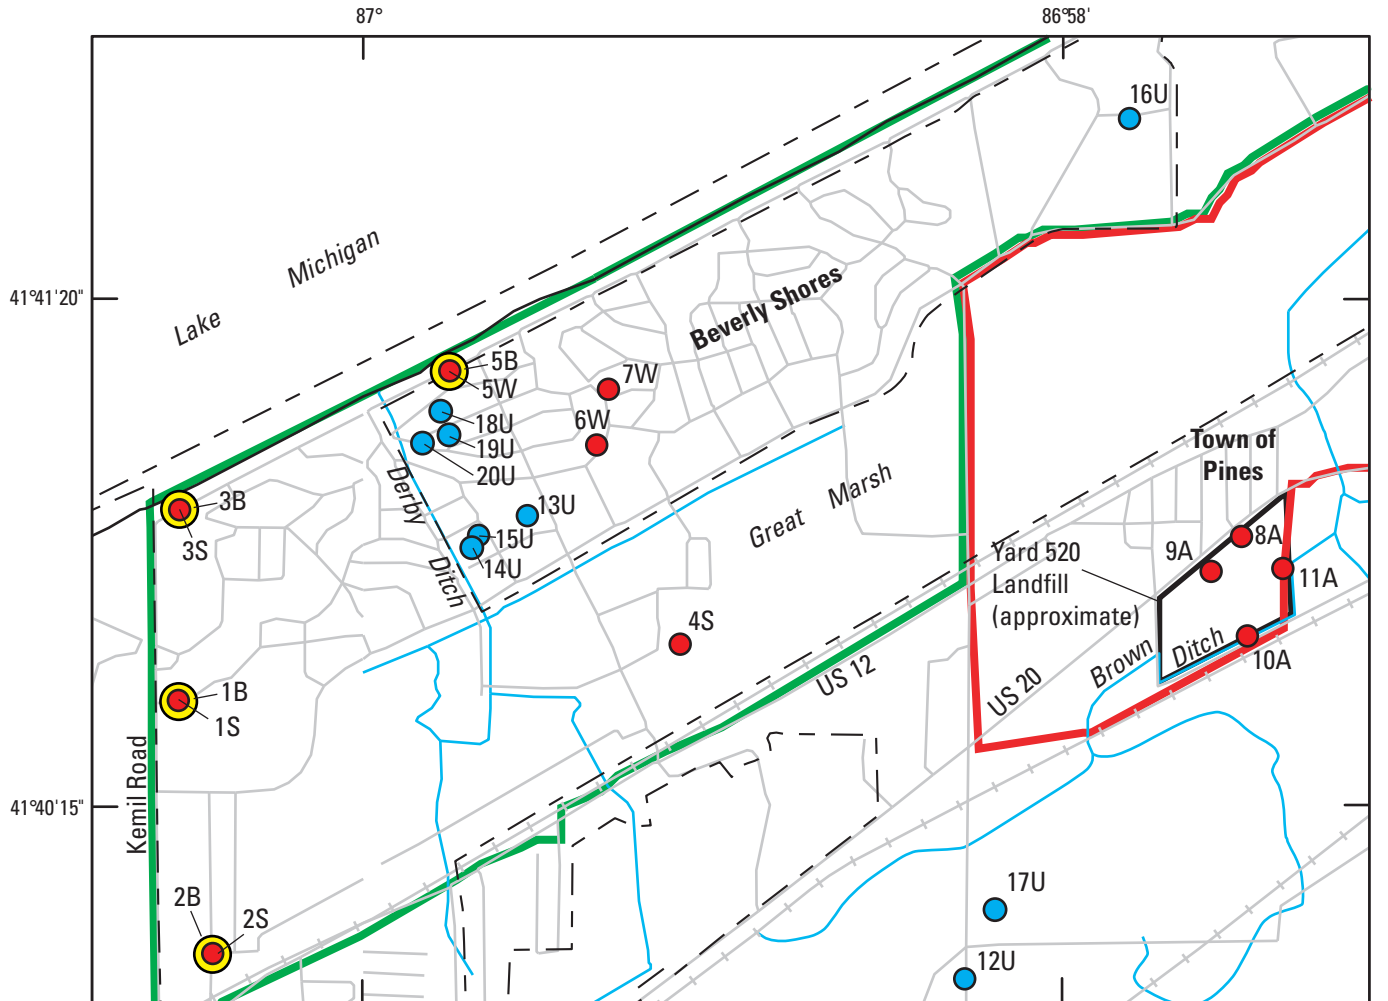 87°
86°58'
16U
Michigan
41°41'20"
Lake
Beverly Shores
5B
5W
7W
18U
6W
19U
20U
Town of
Pines
Derby
Ditch
3B
3S
13U
15U
14U
Great Marsh
Yard 520
Landfill
(approximate)
9A
8A
11A
4S
10A
Brown Ditch
US 12
US 20
1B
1S
Kemil Road
41°40'15"
17U
2B
2S
12U